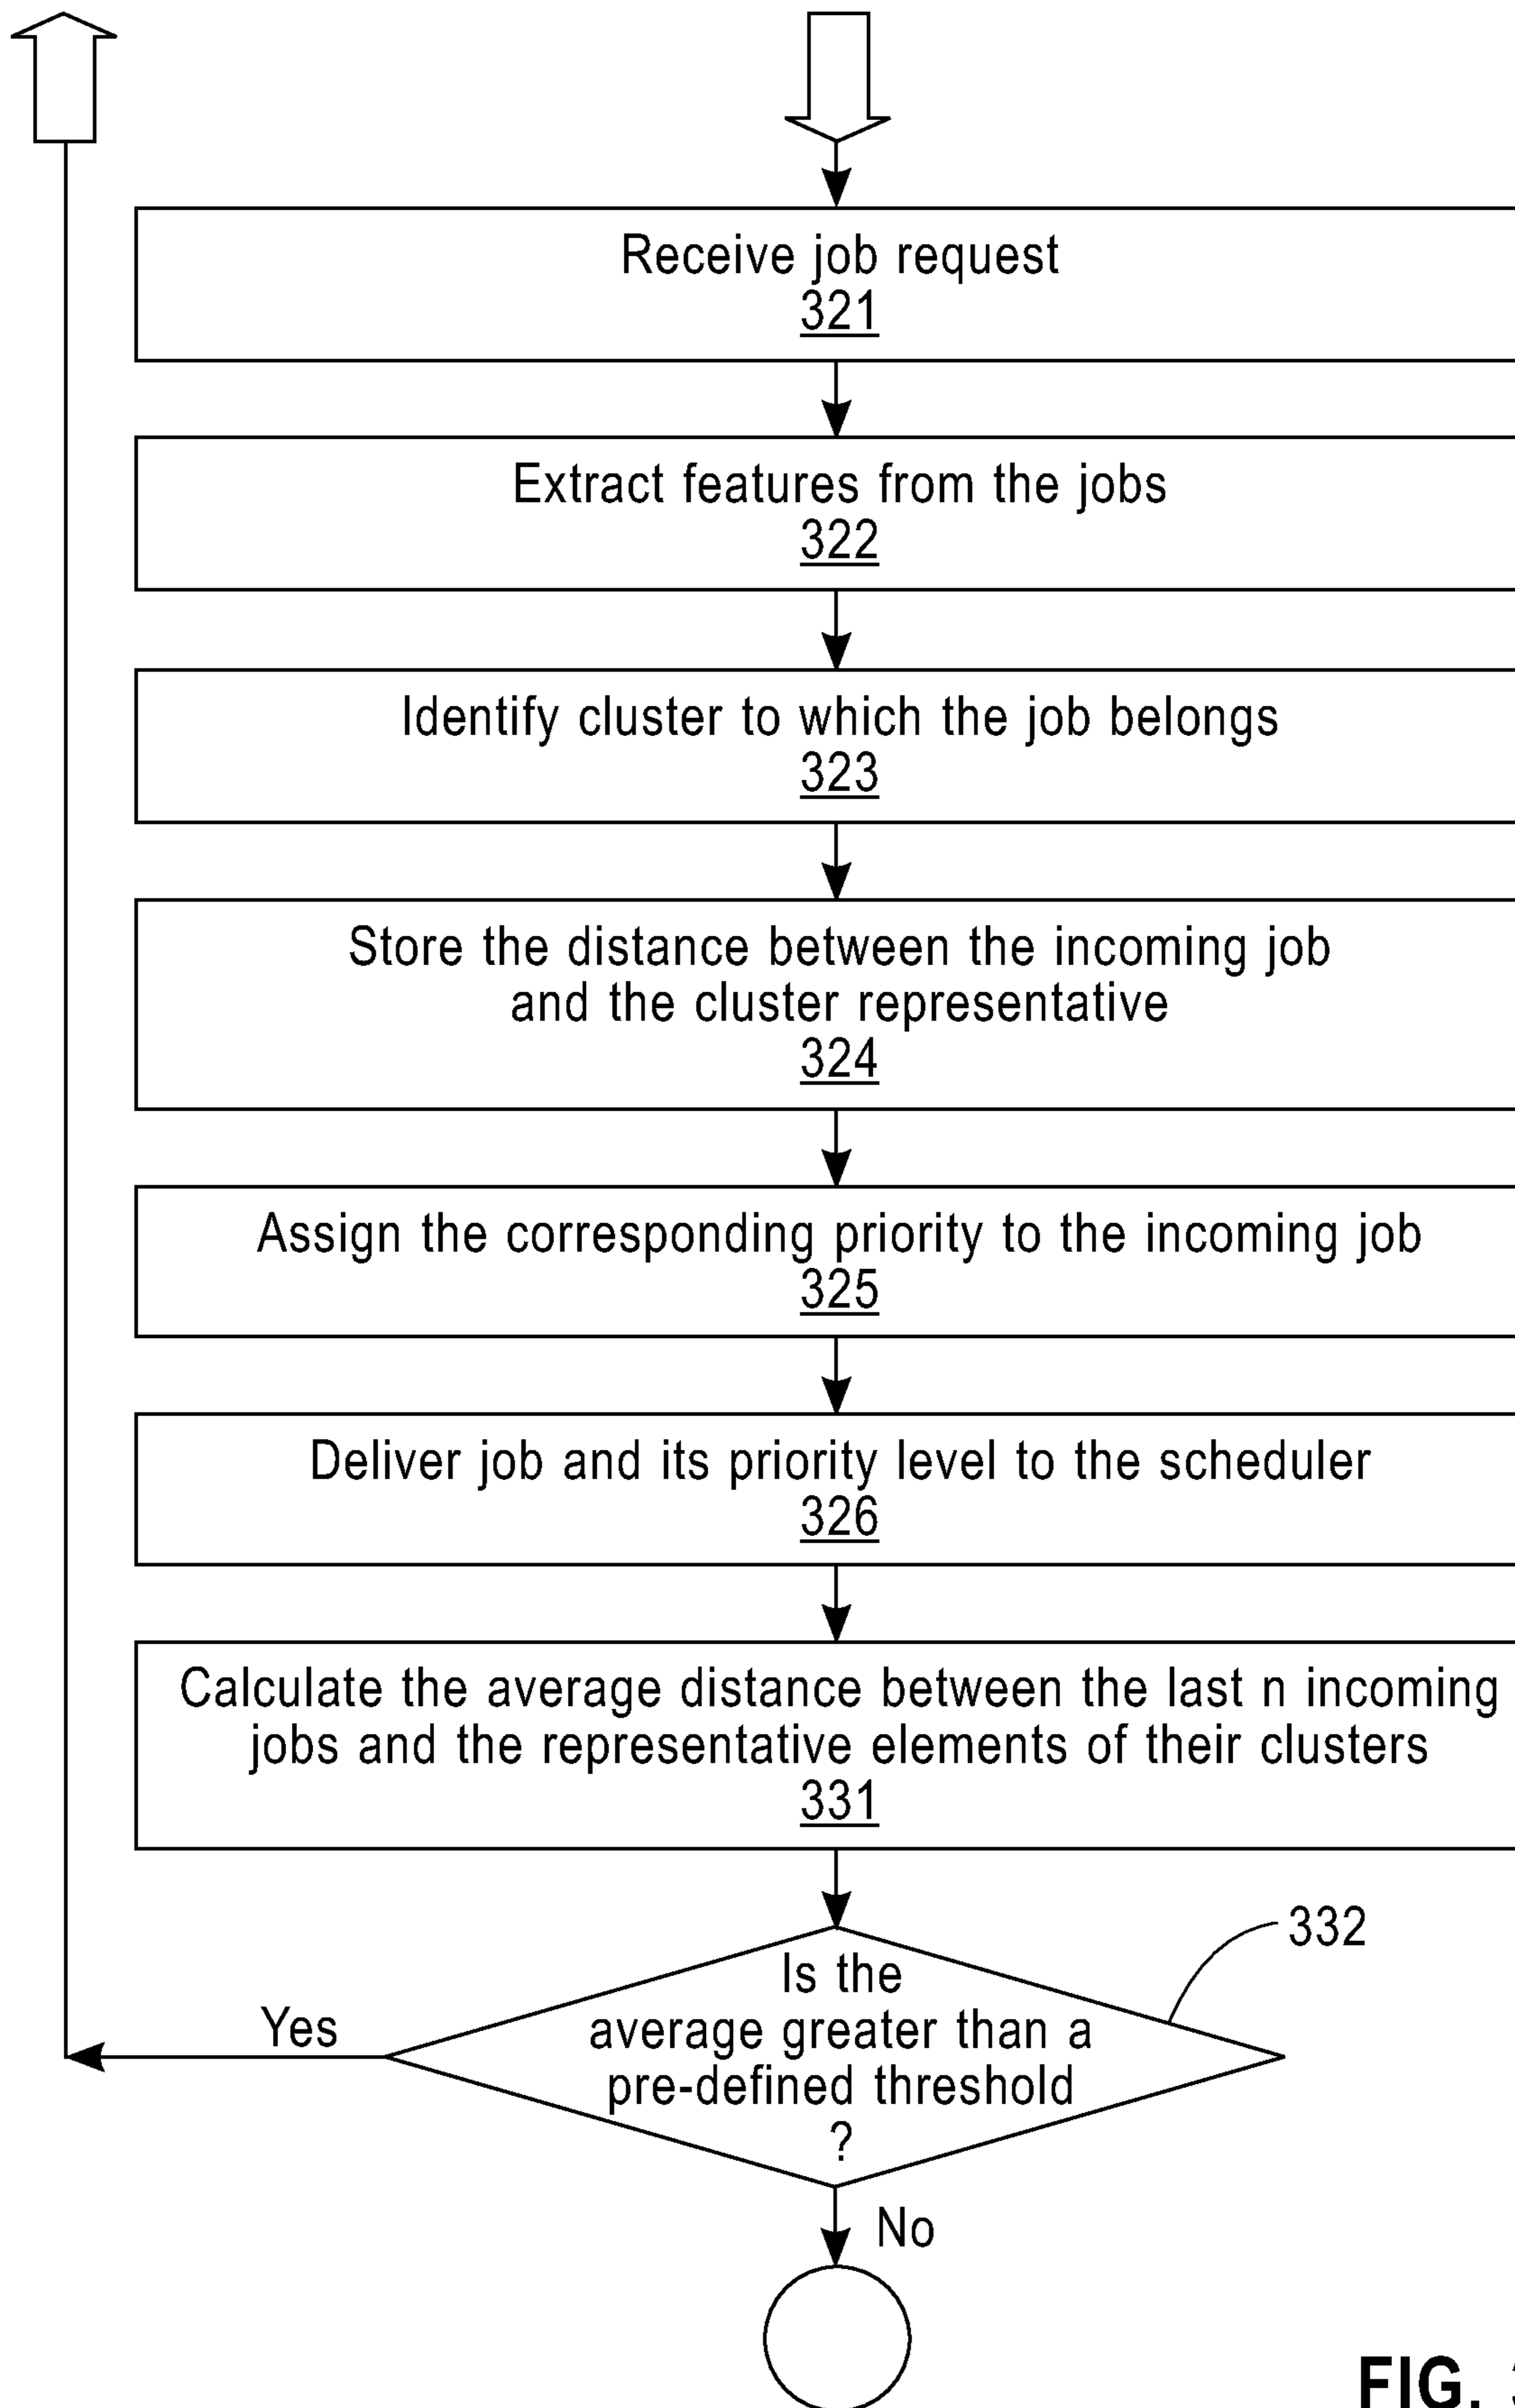 Receive job request
321
Extract features from the jobs
322
Identify cluster to which the job belongs
323
Store the distance between the incoming job
and the cluster representative
324
Assign the corresponding priority to the incoming job
325
Deliver job and its priority level to the scheduler
326
Calculate the average distance between the last n incoming
jobs and the representative elements of their clusters
331
332
Is the
average greater than a
pre-defined threshold
?
Yes
No
FIG.